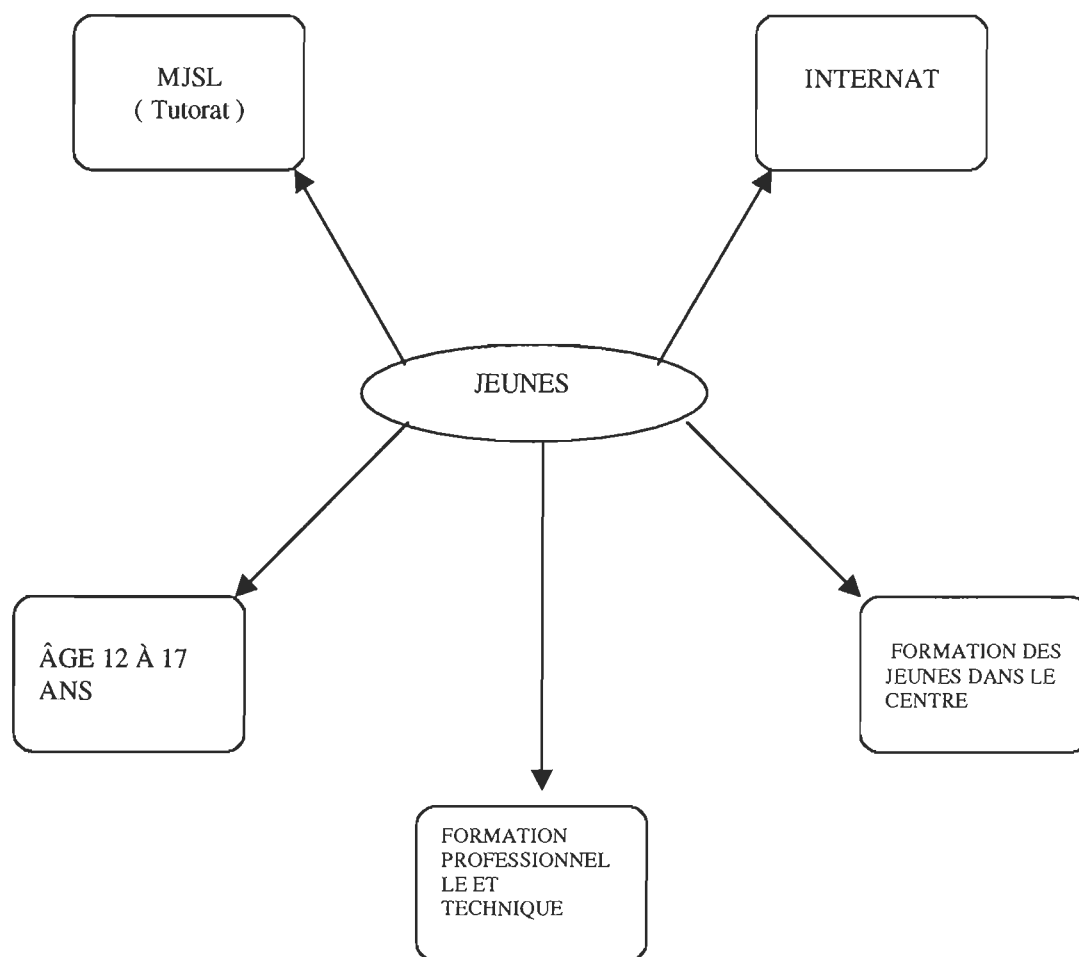 MJSL
( Tutorat )
INTERNAT
JEUNES
ÂGE 12 À 17
ANS
FORMATION DES
JEUNES DANS LE
CENTRE
FORMATION
PROFESSIONNEL
LE ET
TECHNIQUE